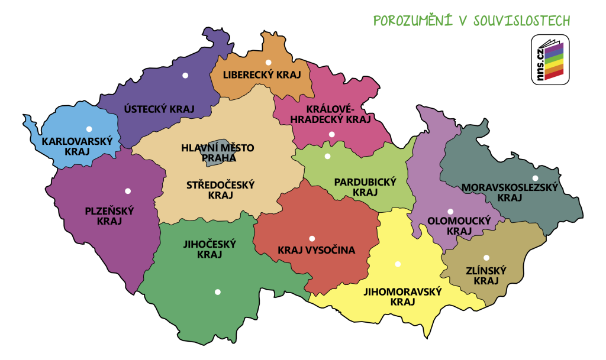 POROZUMĚNÍ V SOUVISLOSTECH
nns.cz
LIBERECKÝ KRAJ
ÚSTECKÝ KRAJ
KRÁLOVÉ-
HRADECKÝ KRAJ
KARLOVARSKÝ
KRAJ
HLAVNÍ MĚSTO
PRAHA
STŘEDOČESKÝ
KRAJ
PARDUBICKÝ
KRAJ
MORAVSKOSLEZSKÝ
KRAJ
PLZEŇSKÝ
KRAJ
OLOMOUCKÝ
KRAJ
JIHOČESKÝ
KRAJ
KRAJ VYSOČINA
ZLÍNSKÝ
KRAJ
JIHOMORAVSKÝ
KRAJ